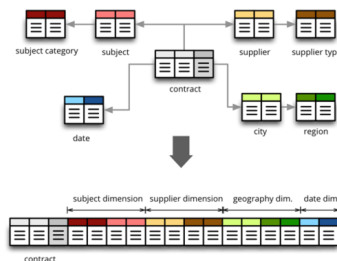 subject category
subject
supplier
supplier typ
contract
date
city
region
subject dimension
supplier dimension
geography dim.
date dim
contract